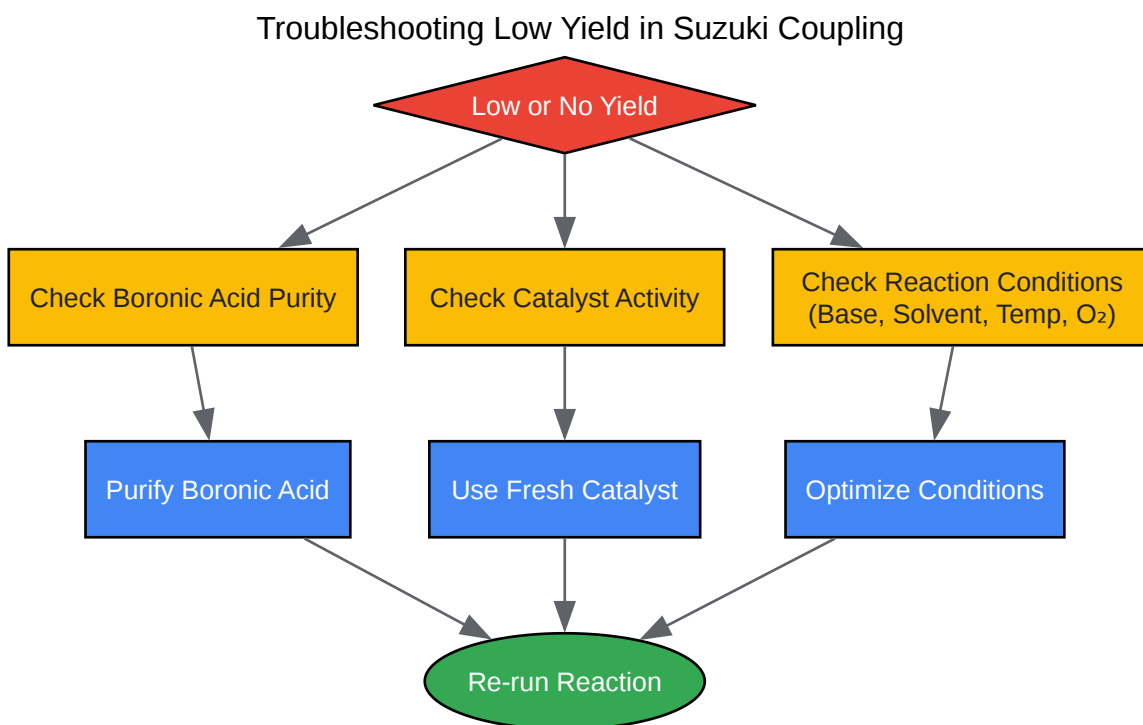 Troubleshooting Low Yield in Suzuki Coupling
Low or No Yield
Check Boronic Acid Purity
Check Catalyst Activity
Check Reaction Conditions
(Base, Solvent, Temp, O₂)
Purify Boronic Acid
Use Fresh Catalyst
Optimize Conditions
Re-run Reaction